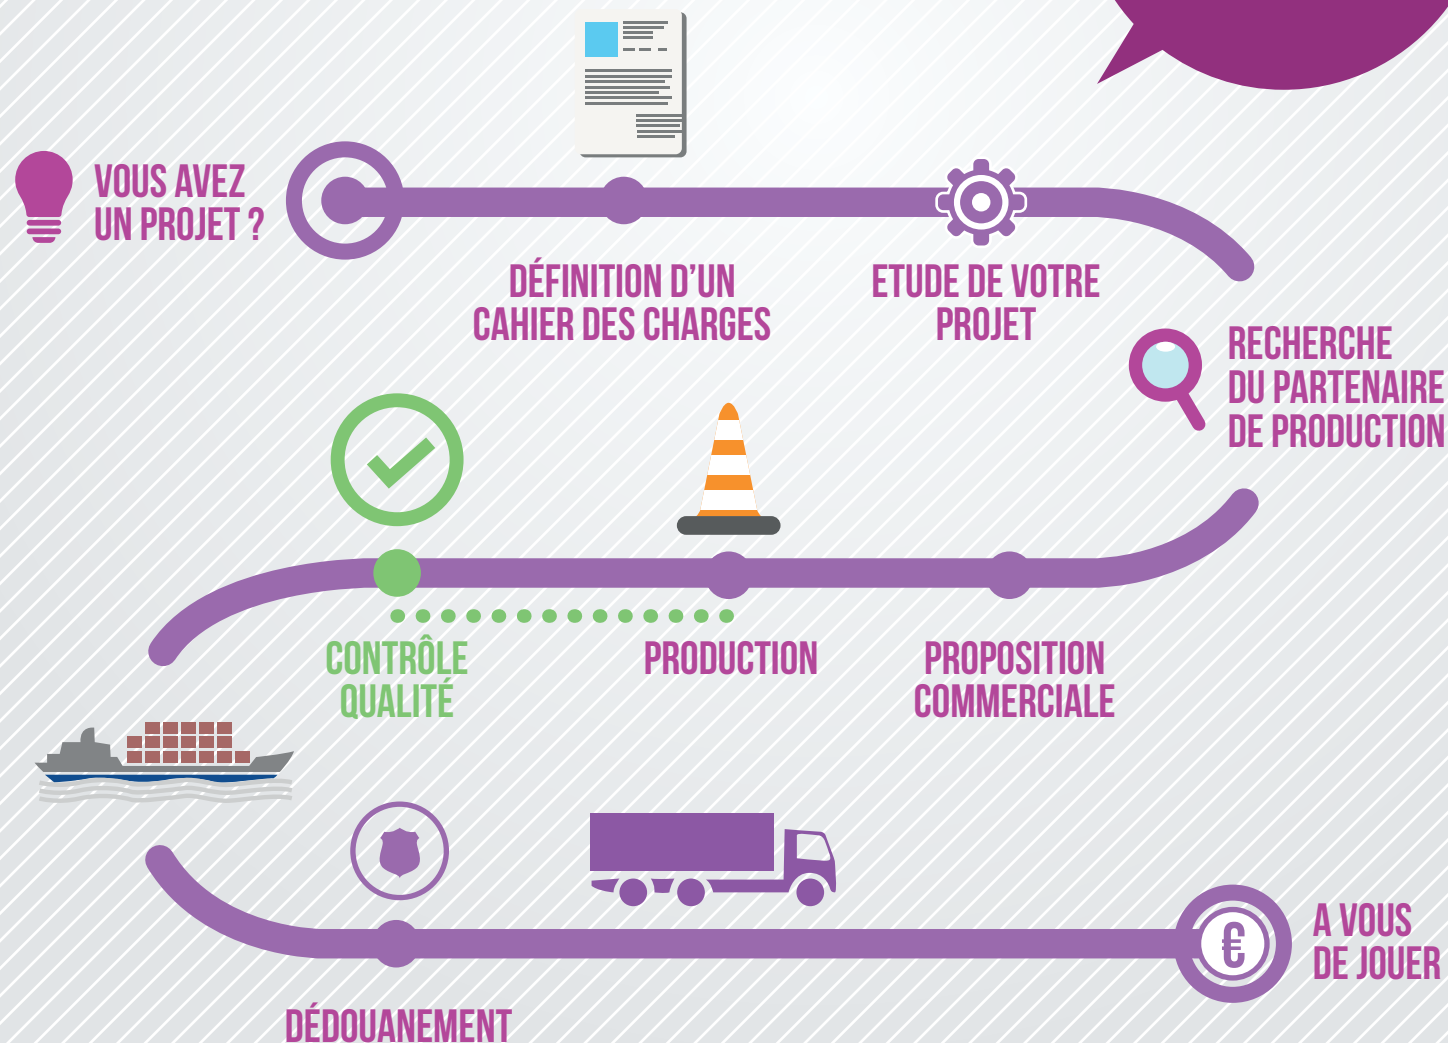 VOUS AVEZ
UN PROJET ?
DÉFINITION D'UN
CAHIER DES CHARGES
ETUDE DE VOTRE
PROJET
RECHERCHE
DU PARTENAIRE
DE PRODUCTION
CONTRÔLE
QUALITÉ
PRODUCTION
PROPOSITION
COMMERCIALE
€
A VOUS
DE JOUER
DÉDOUANEMENT